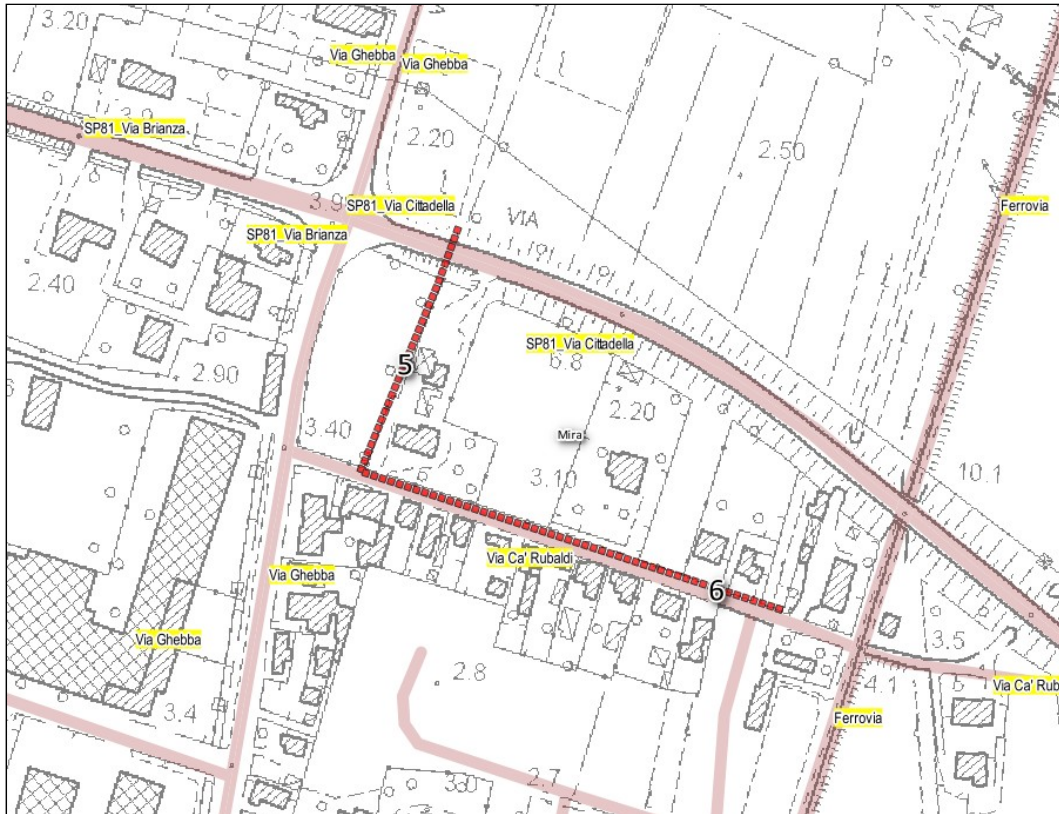 3.20
Via Ghebba
Via Ghebba
SP81_Via Brianza
2.20
2.50
SP81_Via Cittadella
VIA
Ferrovia
SP81_Via Brianza
2.40
SP81_Via Cittadella
5
6.8
2.90
2.20
3.40
Mira
3.10
10.1
Via Ca' Rubaldi
Via Ghebba
6
Via Ghebba
3.5
2.8
4.1
Via Ca' Rub
3.4
Ferrovia
2.7